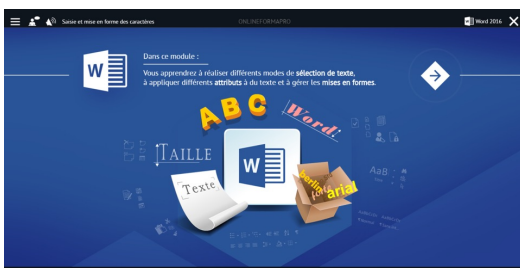 Saisie et mise en forme des caractères
ONLINEFORMAPRO
Word 2016
W
Dans ce module :
Vous apprendrez à réaliser différents modes de sélection de texte,
à appliquer différents attributs à du texte et à gérer les mises en formes.
A B C
Word!
TAILLE
W
Texte
berlin
forte
arial
AaB